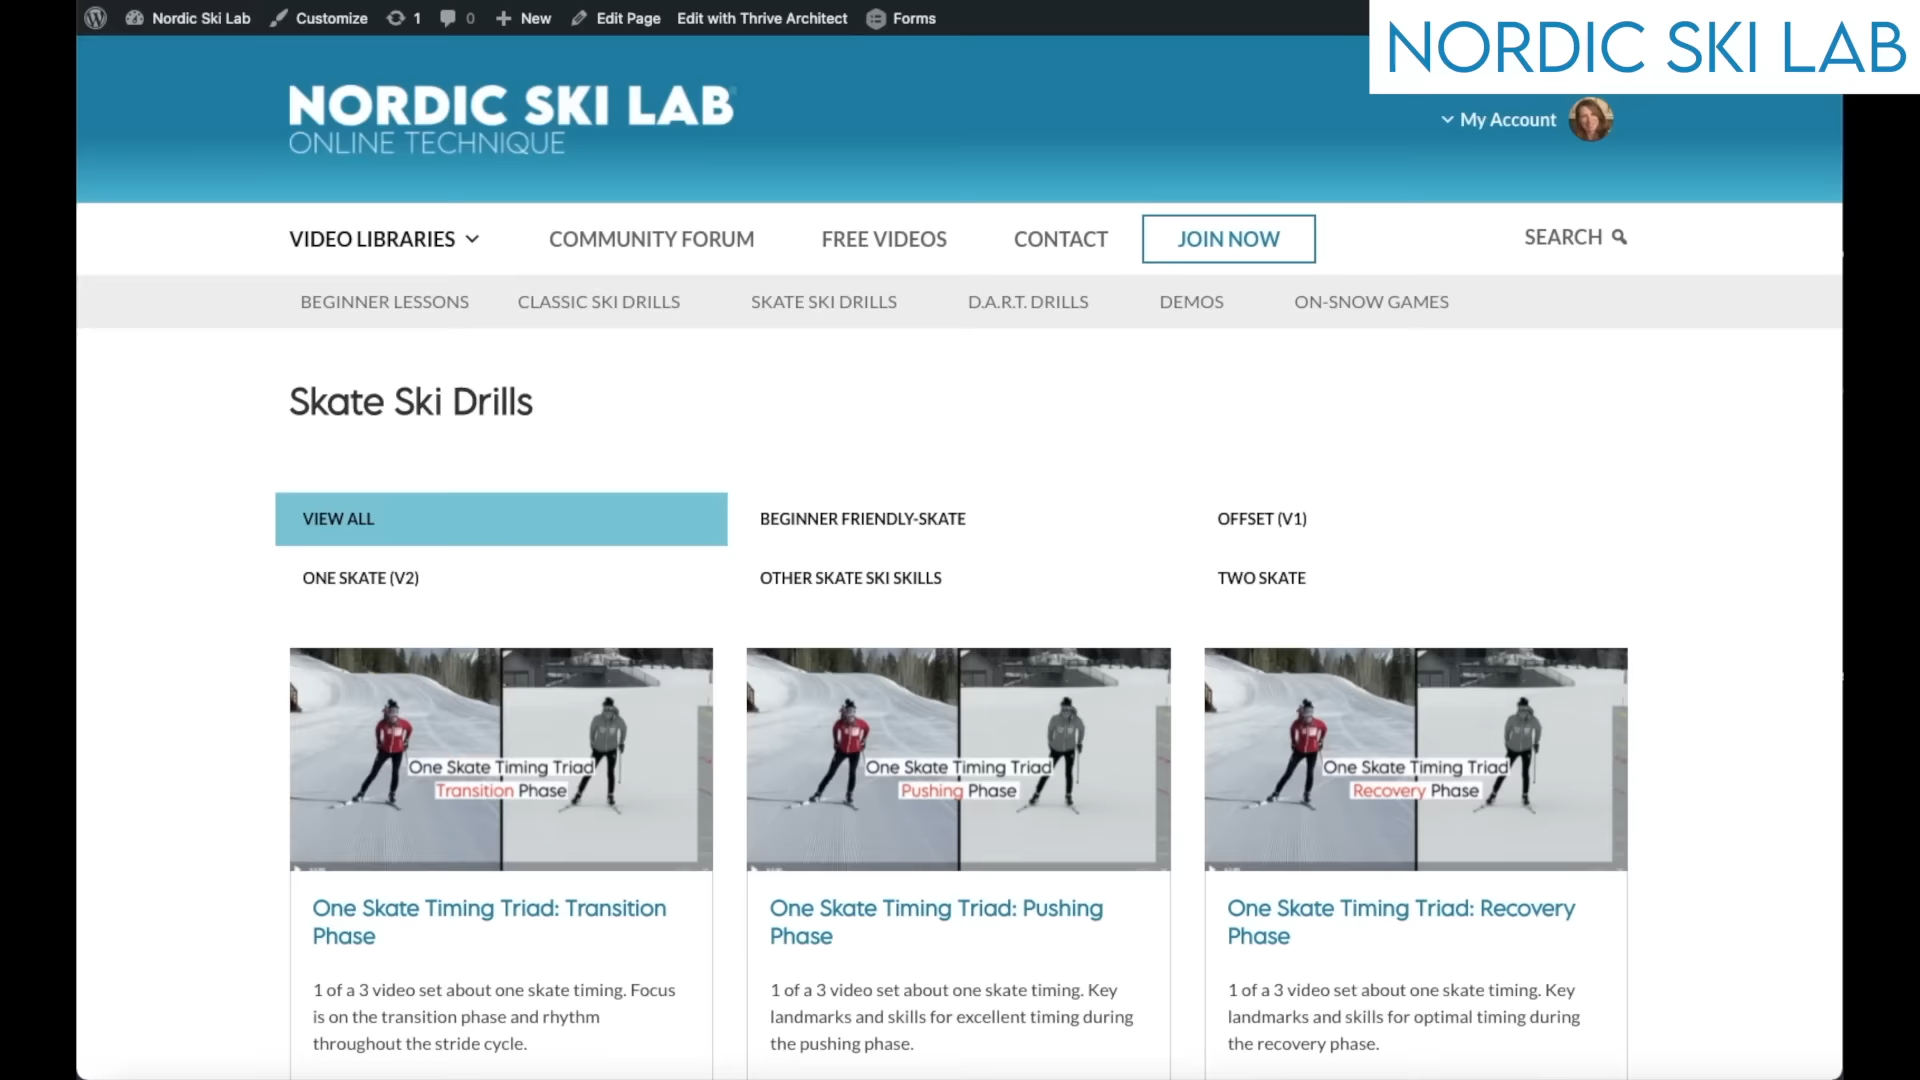 Nordic Ski Lab Customize 1 0 New Edit Page Edit with Thrive Architect Forms
NORDIC SKI LAB
NORDIC SKI LAB
ONLINE TECHNIQUE
My Account
VIDEO LIBRARIES COMMUNITY FORUM FREE VIDEOS CONTACT JOIN NOW SEARCH
BEGINNER LESSONS CLASSIC SKI DRILLS SKATE SKI DRILLS D.A.R.T. DRILLS DEMOS ON-SNOW GAMES
Skate Ski Drills
VIEW ALL BEGINNER FRIENDLY-SKATE OFFSET (V1)
ONE SKATE (V2) OTHER SKATE SKI SKILLS TWO SKATE
One Skate Timing Triad
Transition Phase
One Skate Timing Triad: Transition
Phase
1 of a 3 video set about one skate timing. Focus
is on the transition phase and rhythm
throughout the stride cycle.
One Skate Timing Triad
Pushing Phase
One Skate Timing Triad: Pushing
Phase
1 of a 3 video set about one skate timing. Key
landmarks and skills for excellent timing during
the pushing phase.
One Skate Timing Triad
Recovery Phase
One Skate Timing Triad: Recovery
Phase
1 of a 3 video set about one skate timing. Key
landmarks and skills for optimal timing during
the recovery phase.